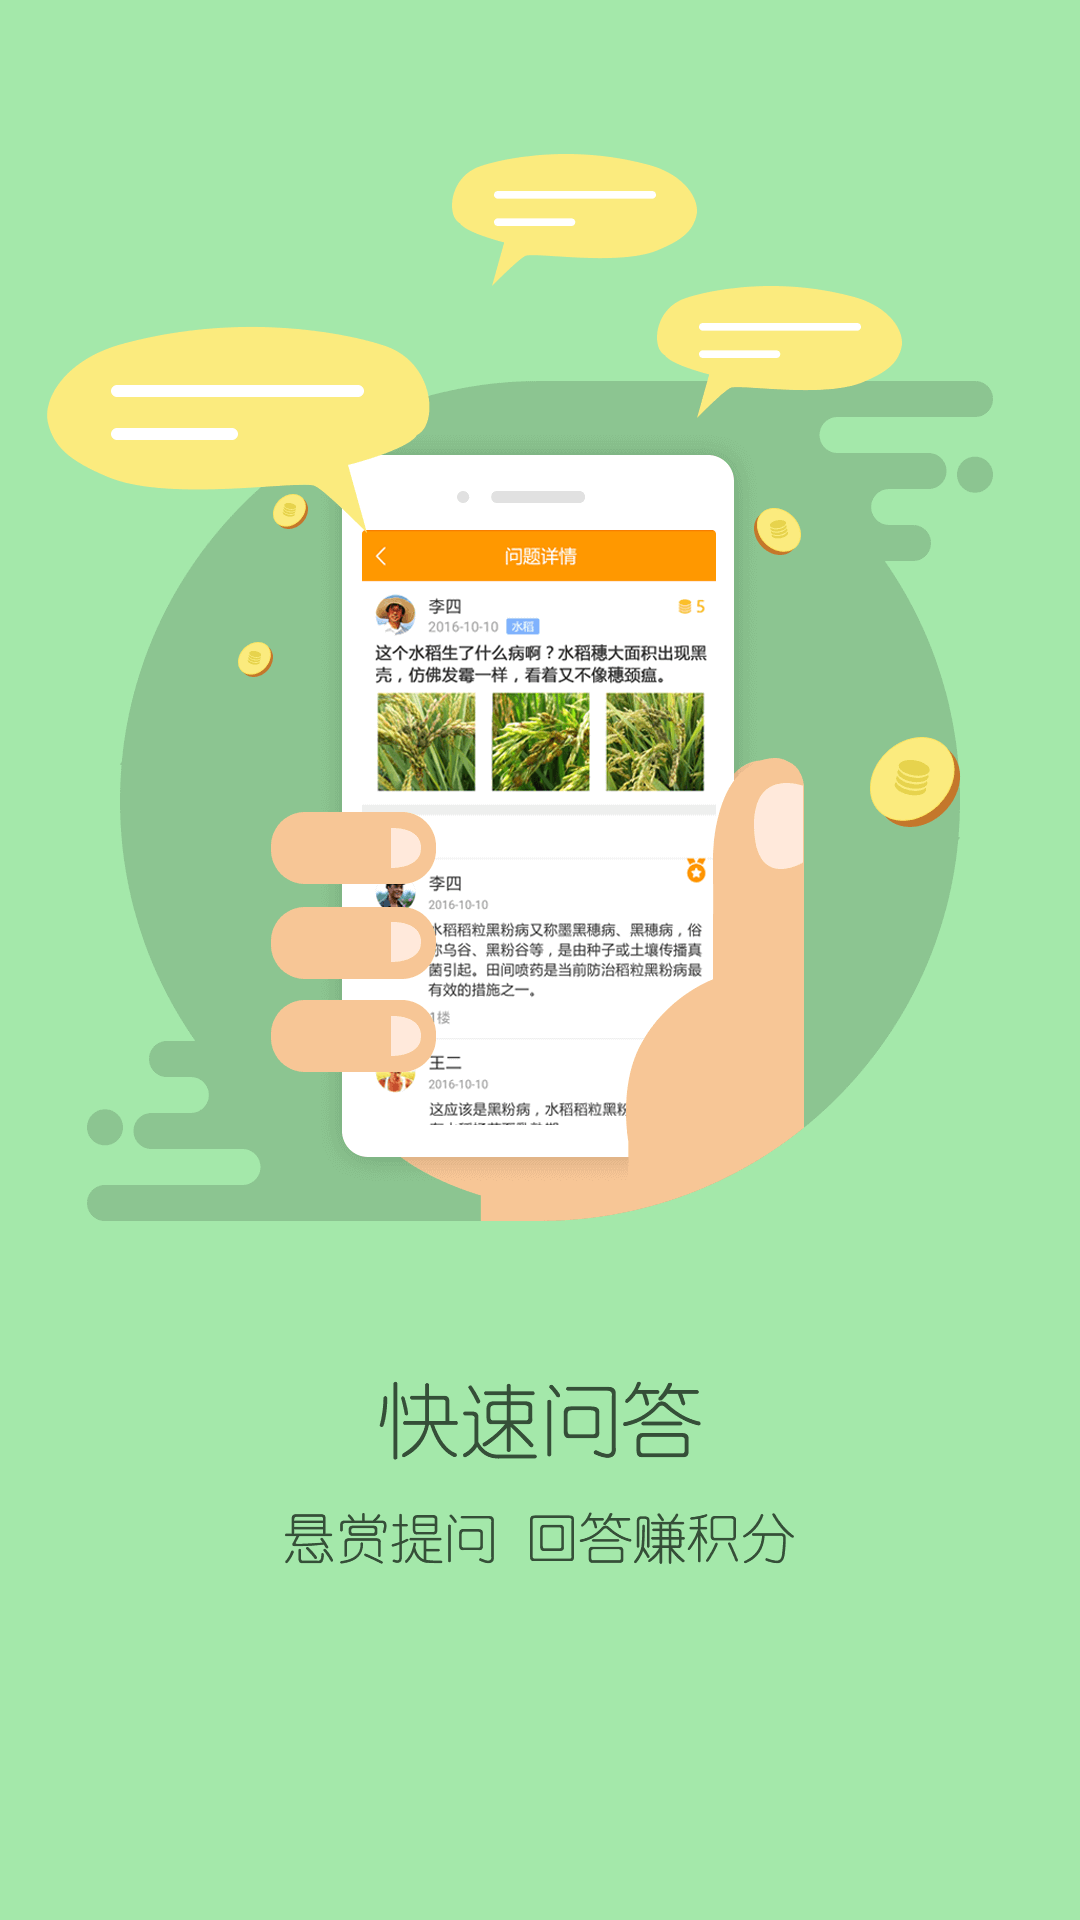 问题详情
李四
5
2016-10-10 水稻
这个水稻生了什么病啊？水稻穗大面积出现黑
壳，仿佛发霉一样，看着又不像穗颈瘟。
李四
2016-10-10
水稻稻粒黑粉病又称墨黑穗病、黑穗病，俗
称乌谷、黑粉谷等，是由种子或土壤传播真
菌引起。田间喷药是当前防治稻粒黑粉病最
有效的措施之一。
1楼
王二
2016-10-10
这应该是黑粉病，水稻稻粒黑粉
快速问答
悬赏提问 回答赚积分